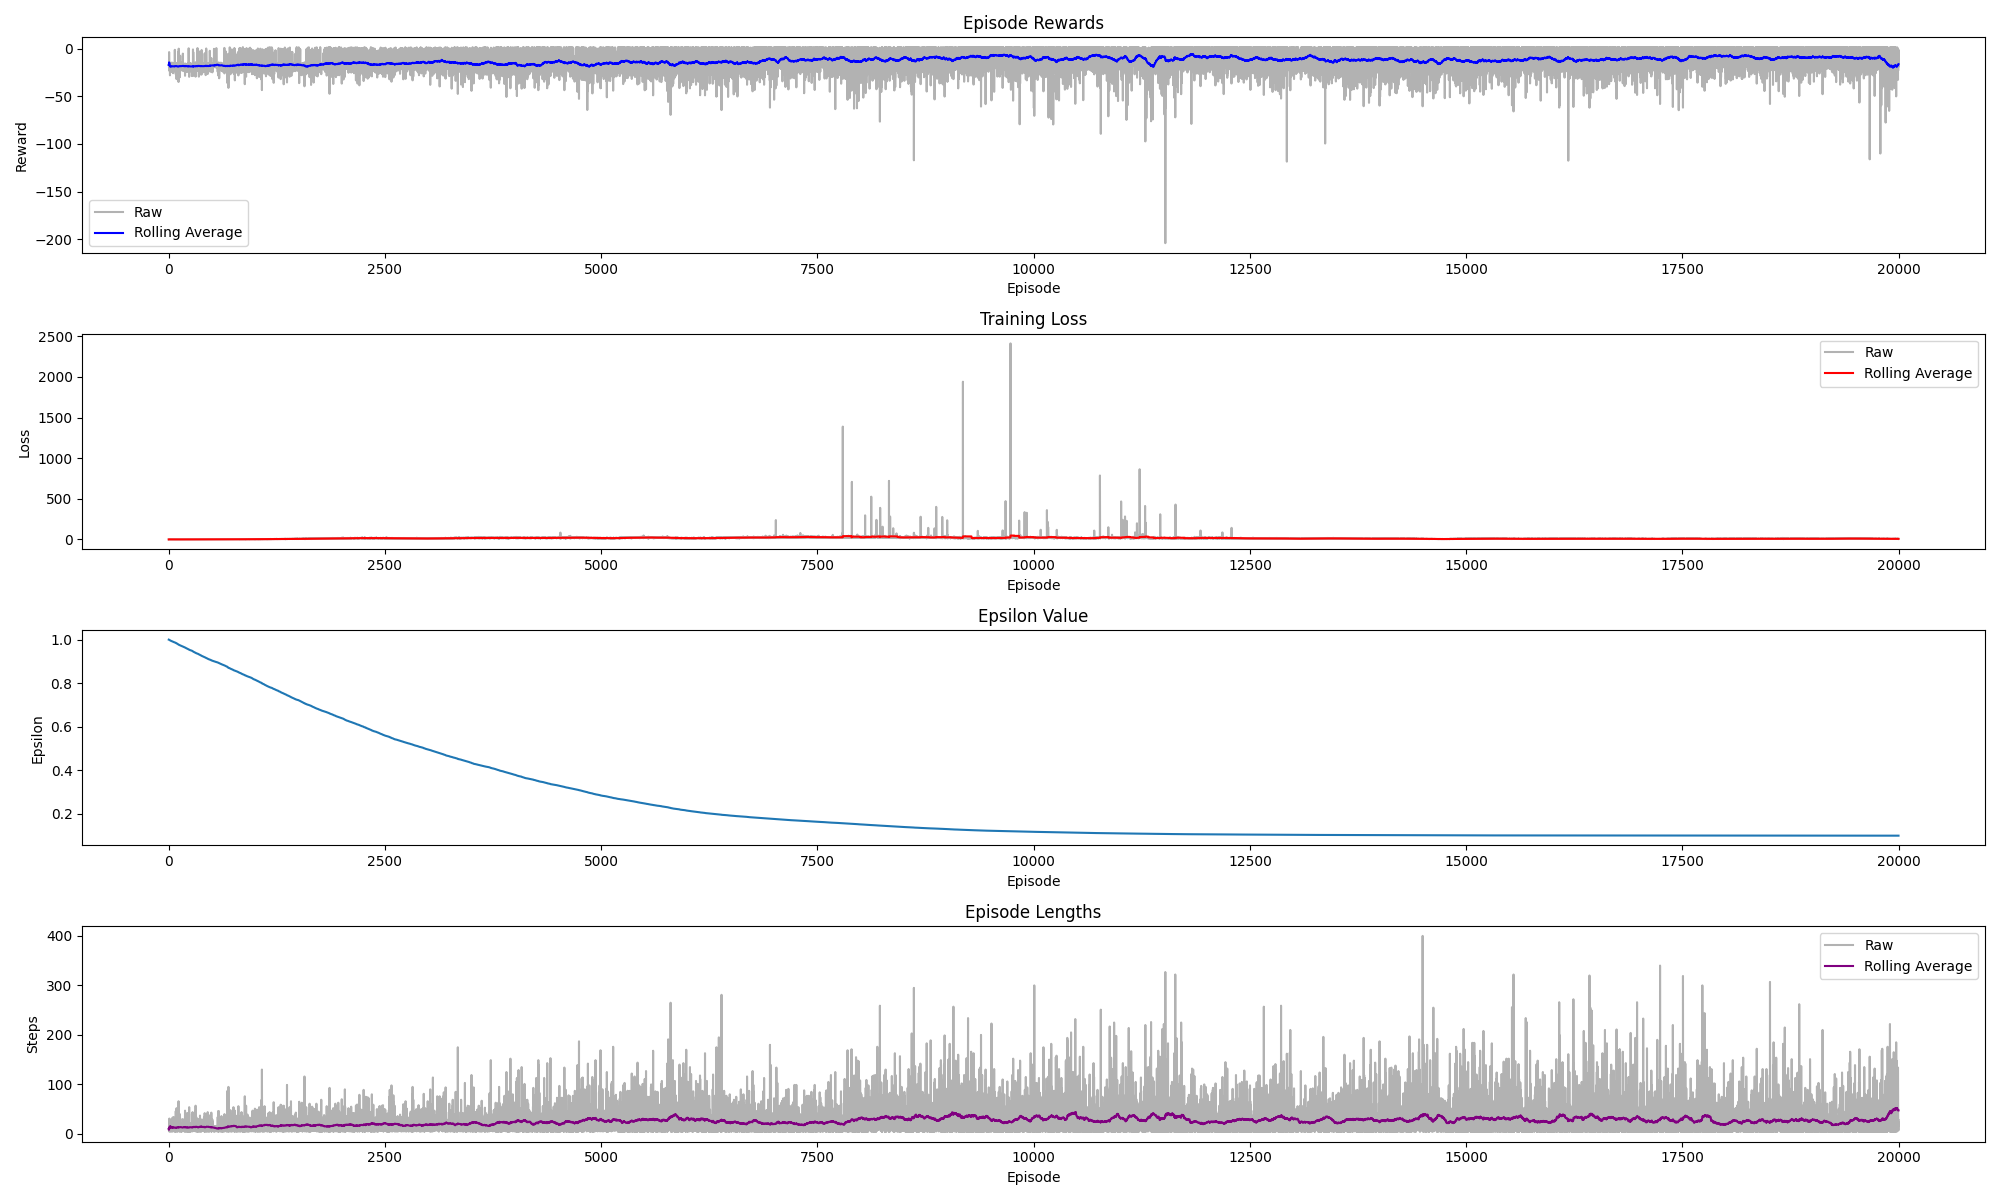 Episode Rewards
0
−50
−100
−150
−200
Reward
Raw
Rolling Average
0 2500 5000 7500 10000 12500 15000 17500 20000
Episode
Training Loss
2500
2000
1500
1000
500
0
Loss
Raw
Rolling Average
0 2500 5000 7500 10000 12500 15000 17500 20000
Episode
Epsilon Value
1.0
0.8
0.6
0.4
0.2
Epsilon
0 2500 5000 7500 10000 12500 15000 17500 20000
Episode
Episode Lengths
400
300
200
100
0
Steps
Raw
Rolling Average
0 2500 5000 7500 10000 12500 15000 17500 20000
Episode